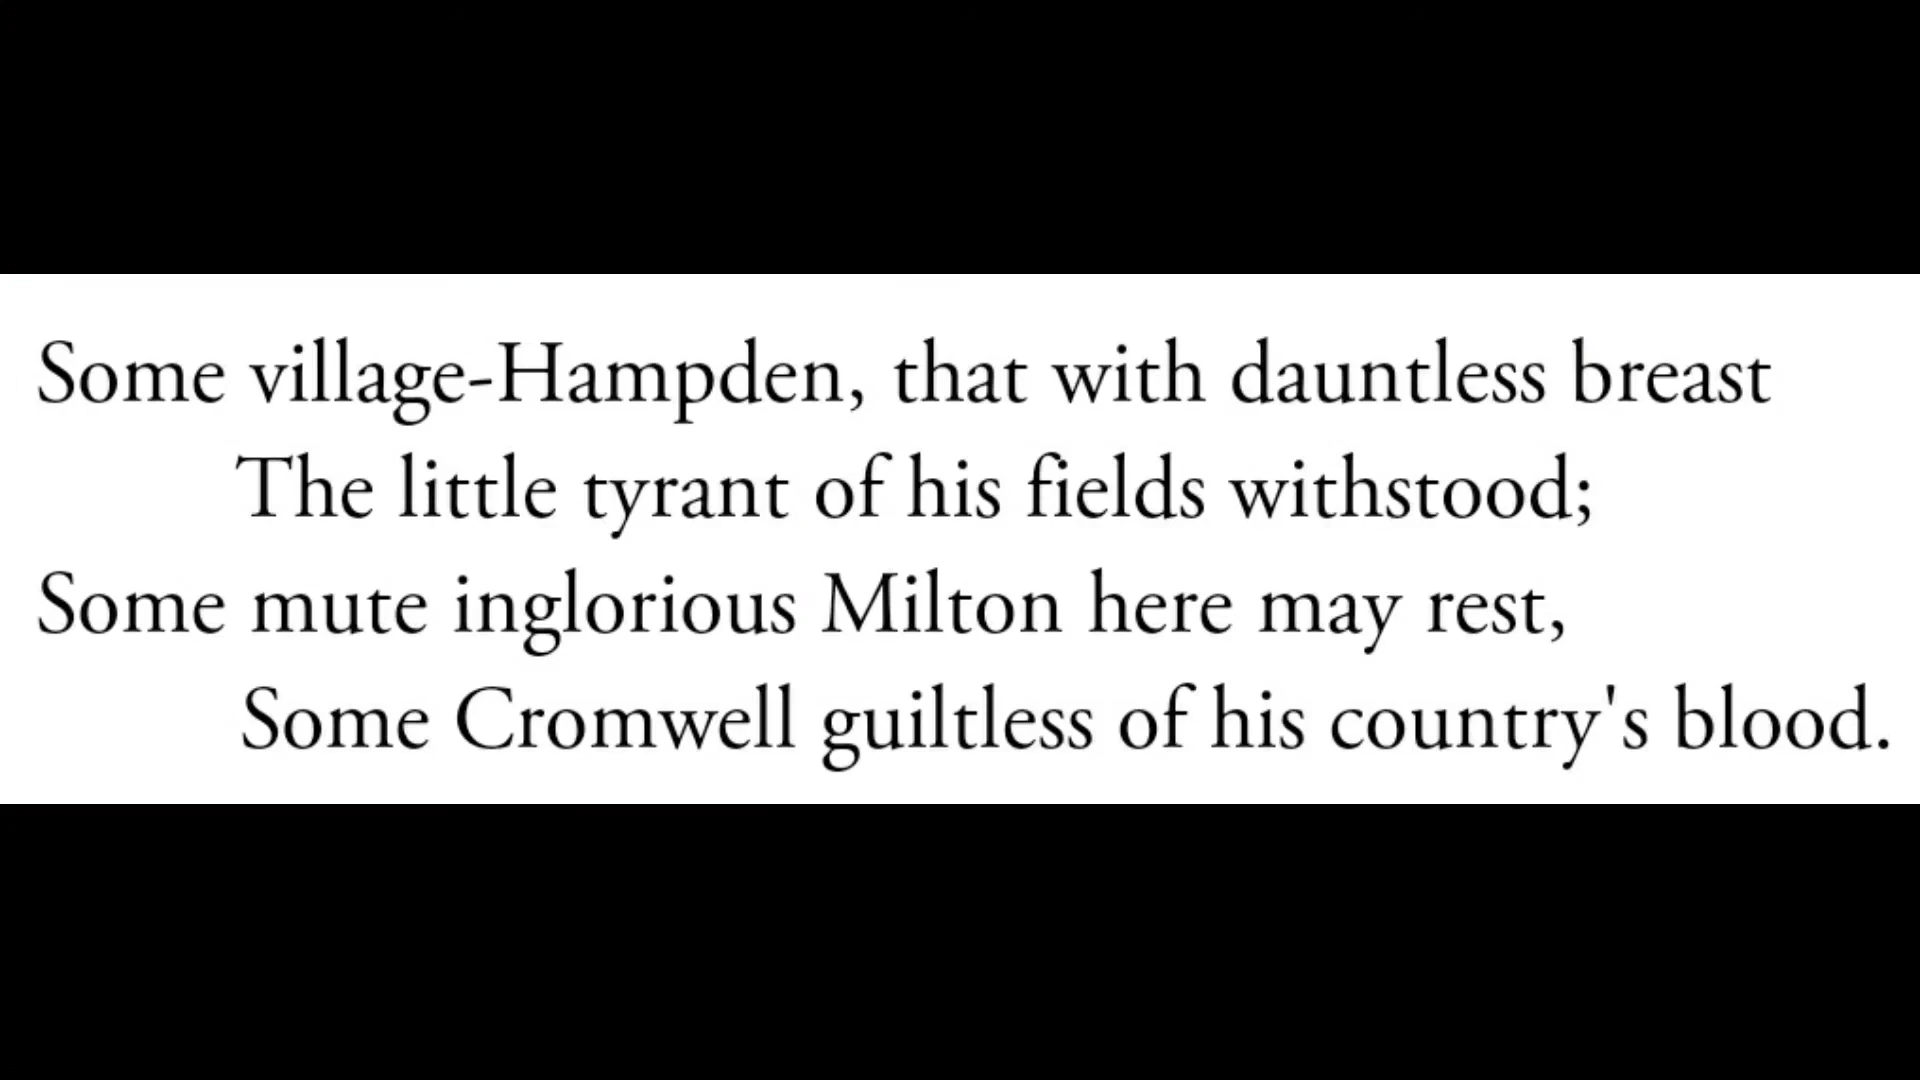 Some village-Hampden, that with dauntless breast
The little tyrant of his fields withstood;
Some mute inglorious Milton here may rest,
Some Cromwell guiltless of his country's blood.